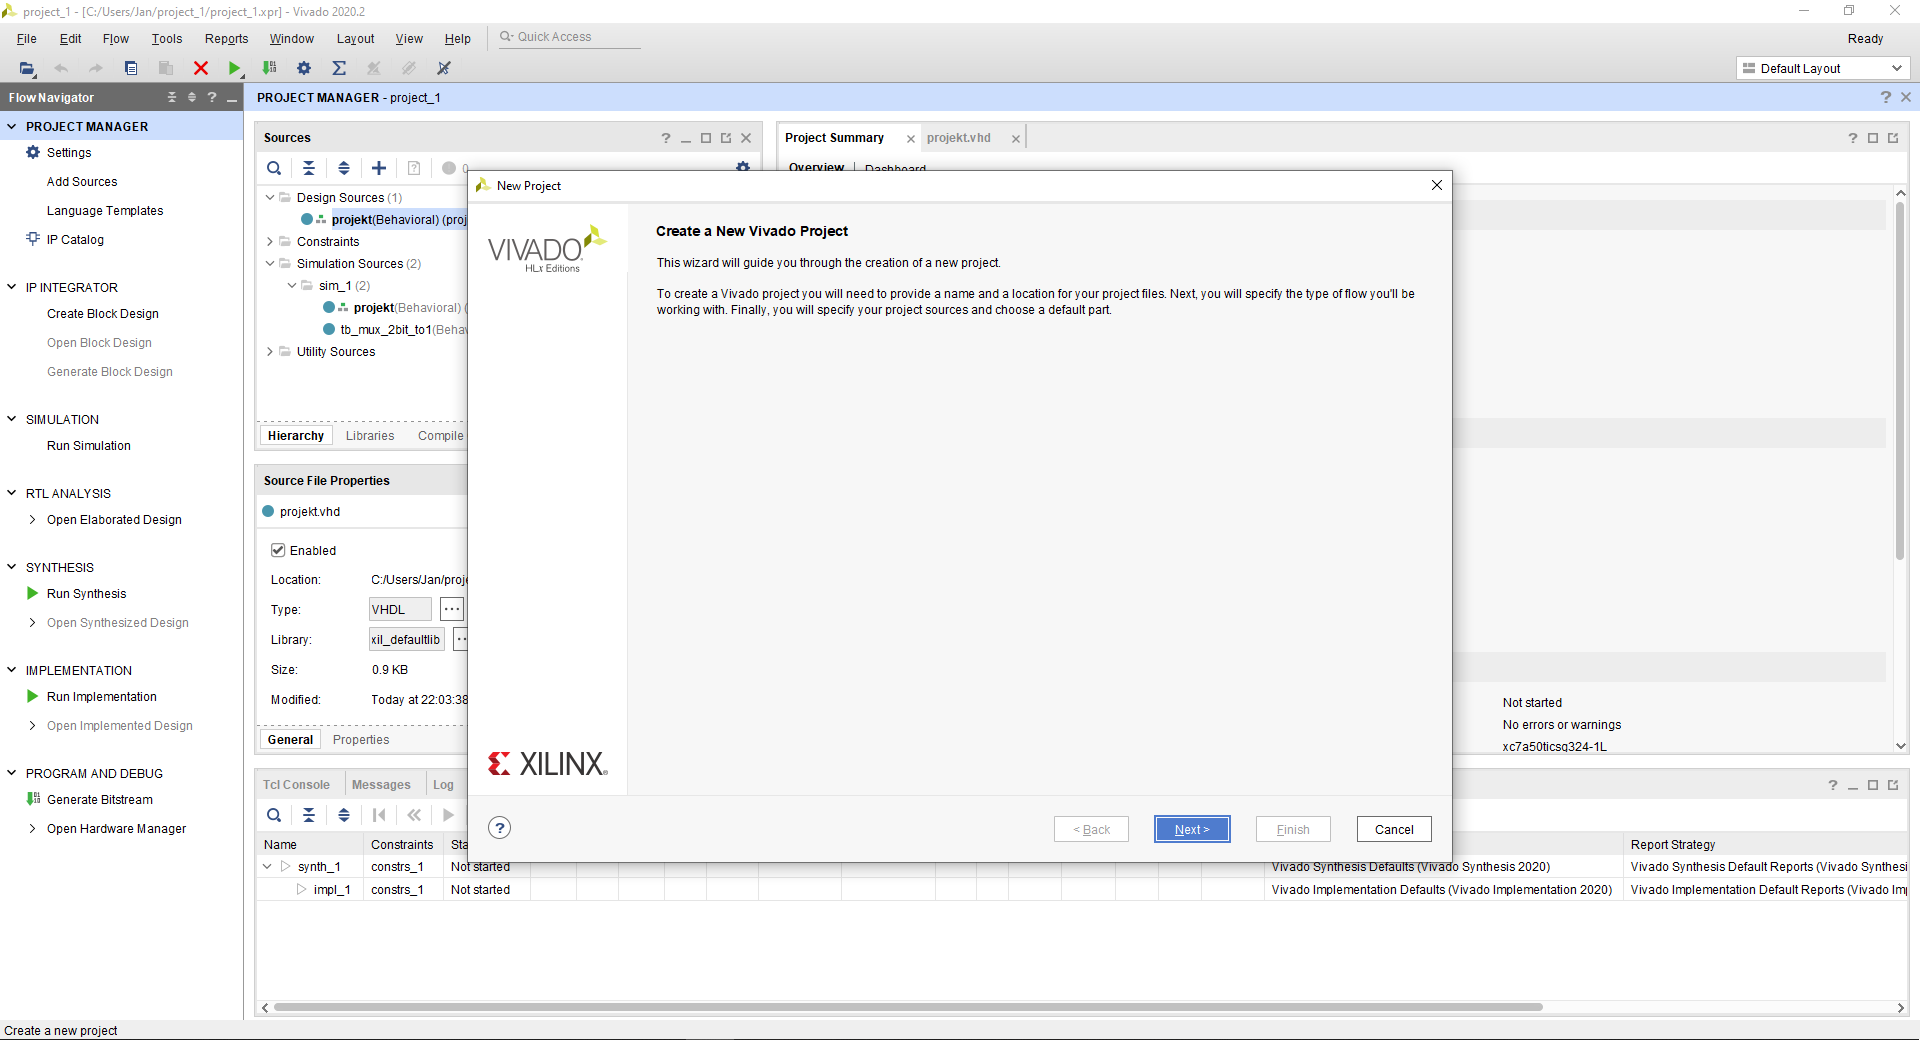 project_1 - [C:/Users/Jan/project_1/project_1.xpr] - Vivado 2020.2
File Edit Flow Tools Reports Window Layout View Help Quick Access Ready
Default Layout
Flow Navigator
PROJECT MANAGER - project_1
PROJECT MANAGER
Settings
Add Sources
Language Templates
IP Catalog
IP INTEGRATOR
Create Block Design
Open Block Design
Generate Block Design
SIMULATION
Run Simulation
RTL ANALYSIS
Open Elaborated Design
SYNTHESIS
Run Synthesis
Open Synthesized Design
IMPLEMENTATION
Run Implementation
Open Implemented Design
PROGRAM AND DEBUG
Generate Bitstream
Open Hardware Manager
Sources
0
Design Sources (1)
projekt(Behavioral) (proj
Constraints
Simulation Sources (2)
sim_1 (2)
projekt(Behavioral) (
tb_mux_2bit_to1(Beha
Utility Sources
Hierarchy Libraries Compile
Source File Properties
projekt.vhd
Enabled
Location: C:/Users/Jan/proje
Type: VHDL
Library: xil_defaultlib
Size: 0.9 KB
Modified: Today at 22:03:38
General Properties
Project Summary projekt.vhd
Overview | Dashboard
Not started
No errors or warnings
xc7a50ticsg324-1L
New Project
VIVADO
HLx Editions
Create a New Vivado Project
This wizard will guide you through the creation of a new project.
To create a Vivado project you will need to provide a name and a location for your project files. Next, you will specify the type of flow you'll be
working with. Finally, you will specify your project sources and choose a default part.
XILINX
? < Back Next > Finish Cancel
Tcl Console Messages Log
Name Constraints Sta Report Strategy
synth_1 constrs_1 Not started Vivado Synthesis Defaults (Vivado Synthesis 2020) Vivado Synthesis Default Reports (Vivado Synthesi
impl_1 constrs_1 Not started Vivado Implementation Defaults (Vivado Implementation 2020) Vivado Implementation Default Reports (Vivado Im
Create a new project